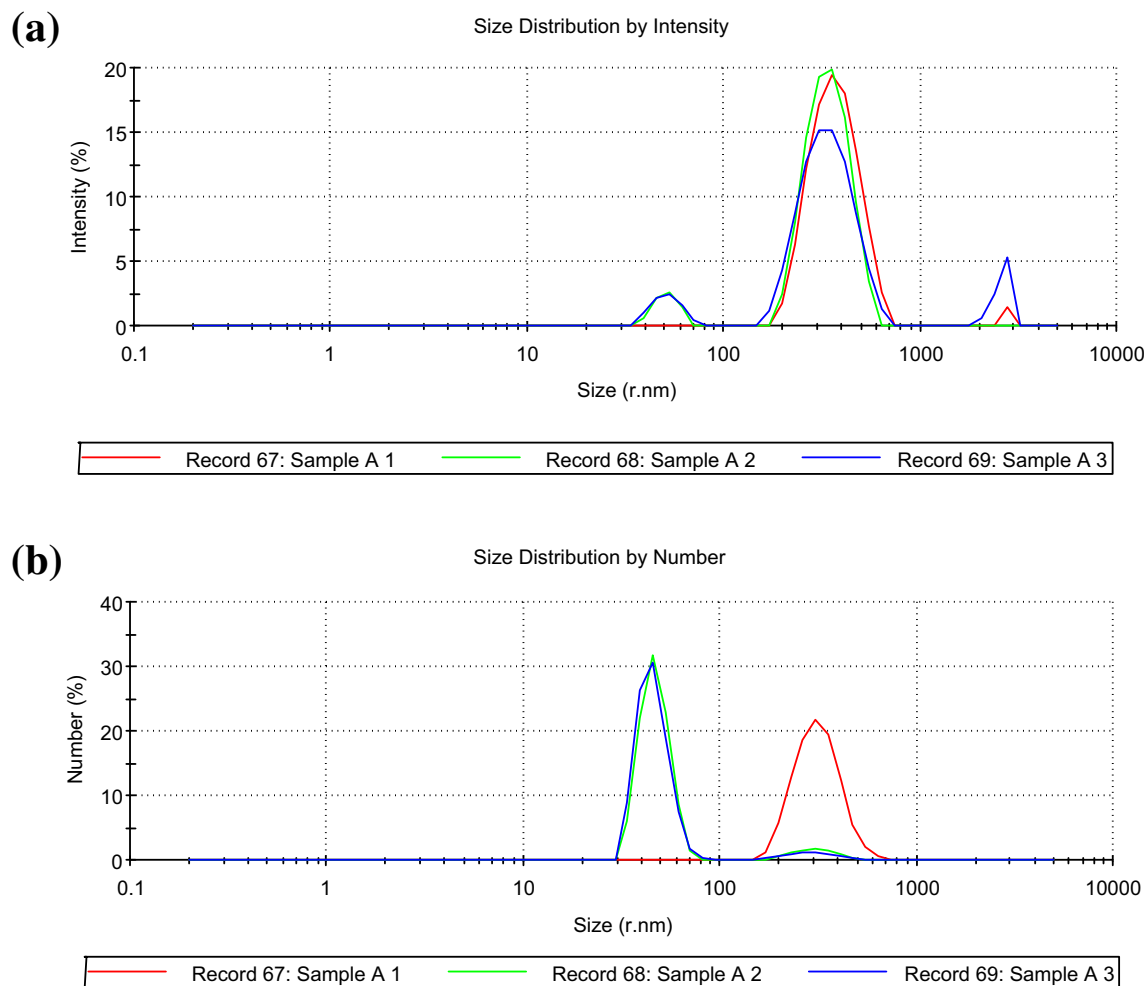 (a)
Size Distribution by Intensity
20
15
10
5
0
Intensity (%)
0.1 1 10 100 1000 10000
Size (r.nm)
Record 67: Sample A 1 Record 68: Sample A 2 Record 69: Sample A 3
(b)
Size Distribution by Number
40
30
20
10
0
Number (%)
0.1 1 10 100 1000 10000
Size (r.nm)
Record 67: Sample A 1 Record 68: Sample A 2 Record 69: Sample A 3